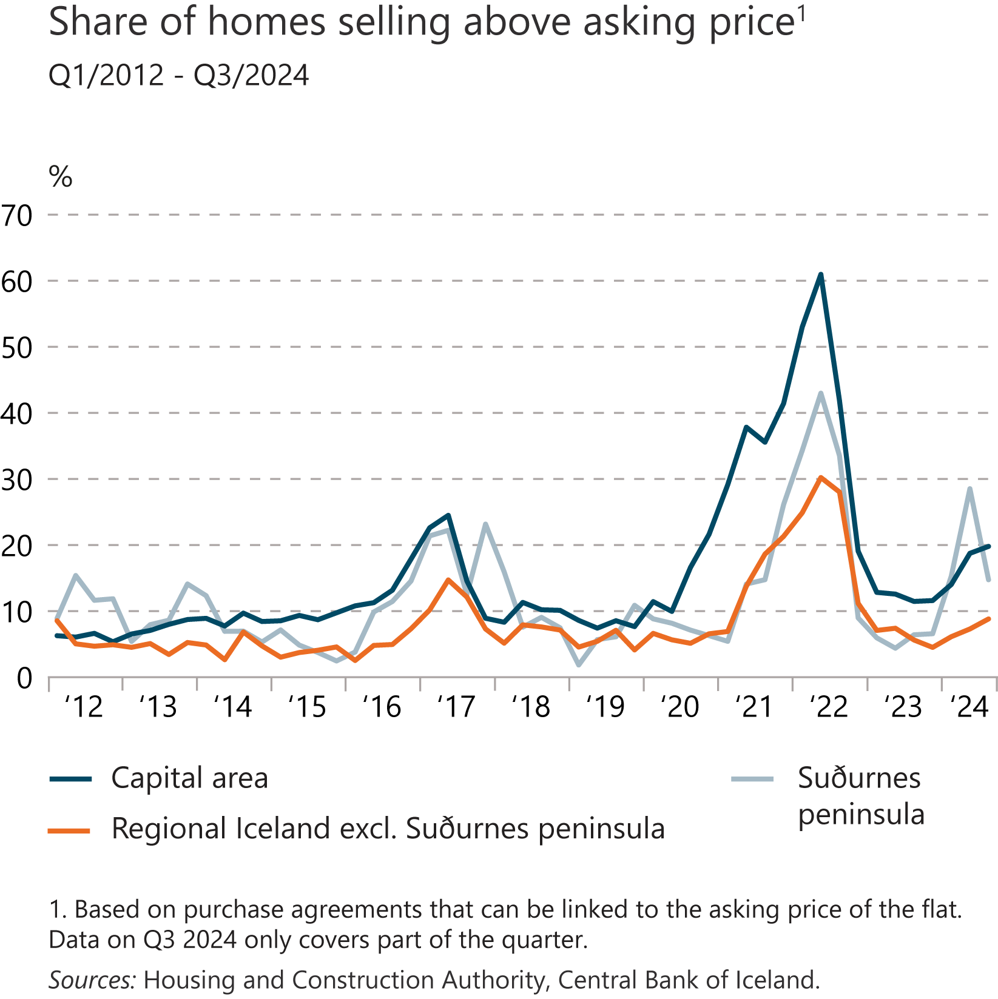 Share of homes selling above asking price¹
Q1/2012 - Q3/2024
%
70
60
50
40
30
20
10
0
‘12 ‘13 ‘14 ‘15 ‘16 ‘17 ‘18 ‘19 ‘20 ‘21 ‘22 ‘23 ‘24
Capital area
Regional Iceland excl. Suðurnes peninsula
Suðurnes
peninsula
1. Based on purchase agreements that can be linked to the asking price of the flat.
Data on Q3 2024 only covers part of the quarter.
Sources: Housing and Construction Authority, Central Bank of Iceland.